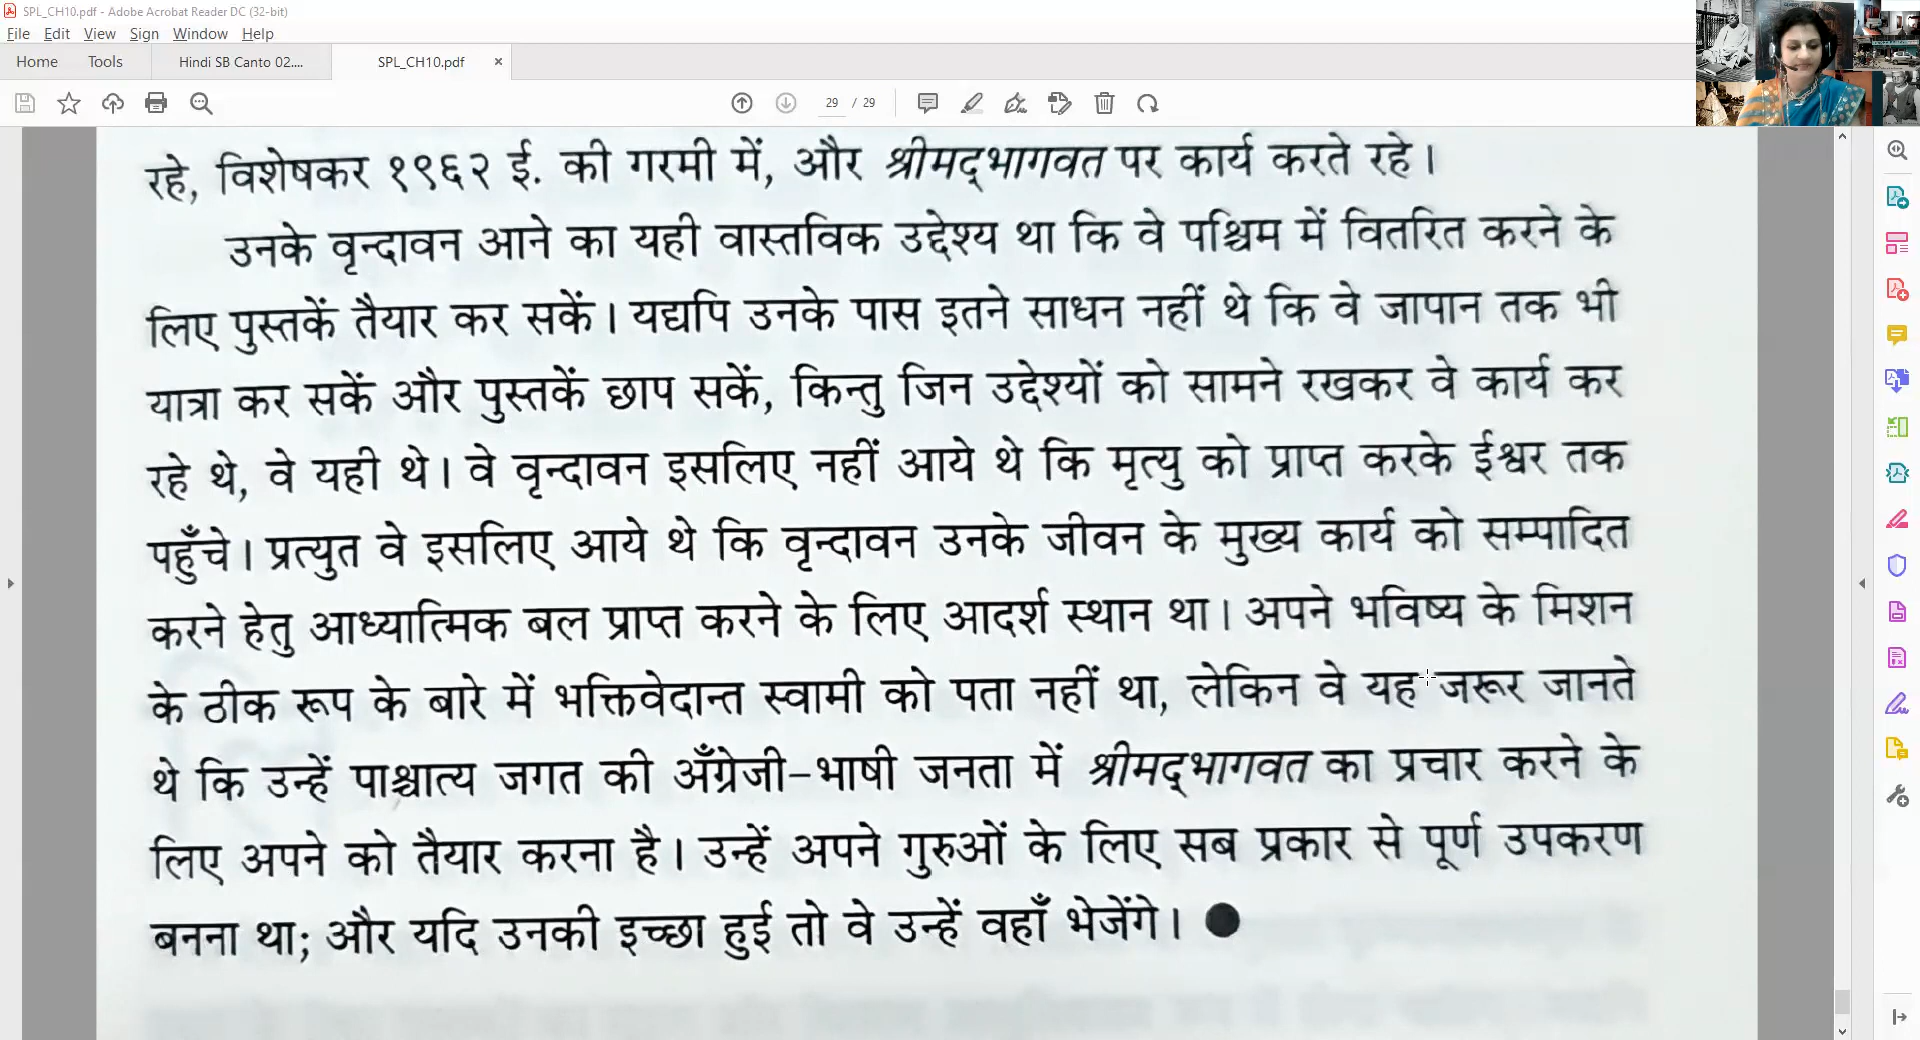 SPL_CH10.pdf - Adobe Acrobat Reader DC (32-bit)
File Edit View Sign Window Help
Home Tools Hindi SB Canto 02.... SPL_CH10.pdf ×
29 / 29
रहे, विशेषकर १९६२ ई. की गरमी में, और श्रीमद्भागवत पर कार्य करते रहे।
उनके वृन्दावन आने का यही वास्तविक उद्देश्य था कि वे पश्चिम में वितरित करने के
लिए पुस्तकें तैयार कर सकें। यद्यपि उनके पास इतने साधन नहीं थे कि वे जापान तक भी
यात्रा कर सकें और पुस्तकें छाप सकें, किन्तु जिन उद्देश्यों को सामने रखकर वे कार्य कर
रहे थे, वे यही थे। वे वृन्दावन इसलिए नहीं आये थे कि मृत्यु को प्राप्त करके ईश्वर तक
पहुँचे। प्रत्युत वे इसलिए आये थे कि वृन्दावन उनके जीवन के मुख्य कार्य को सम्पादित
करने हेतु आध्यात्मिक बल प्राप्त करने के लिए आदर्श स्थान था। अपने भविष्य के मिशन
के ठीक रूप के बारे में भक्तिवेदान्त स्वामी को पता नहीं था, लेकिन वे यह जरूर जानते
थे कि उन्हें पाश्चात्य जगत की अँग्रेजी-भाषी जनता में श्रीमद्भागवत का प्रचार करने के
लिए अपने को तैयार करना है। उन्हें अपने गुरुओं के लिए सब प्रकार से पूर्ण उपकरण
बनना था; और यदि उनकी इच्छा हुई तो वे उन्हें वहाँ भेजेंगे। ●